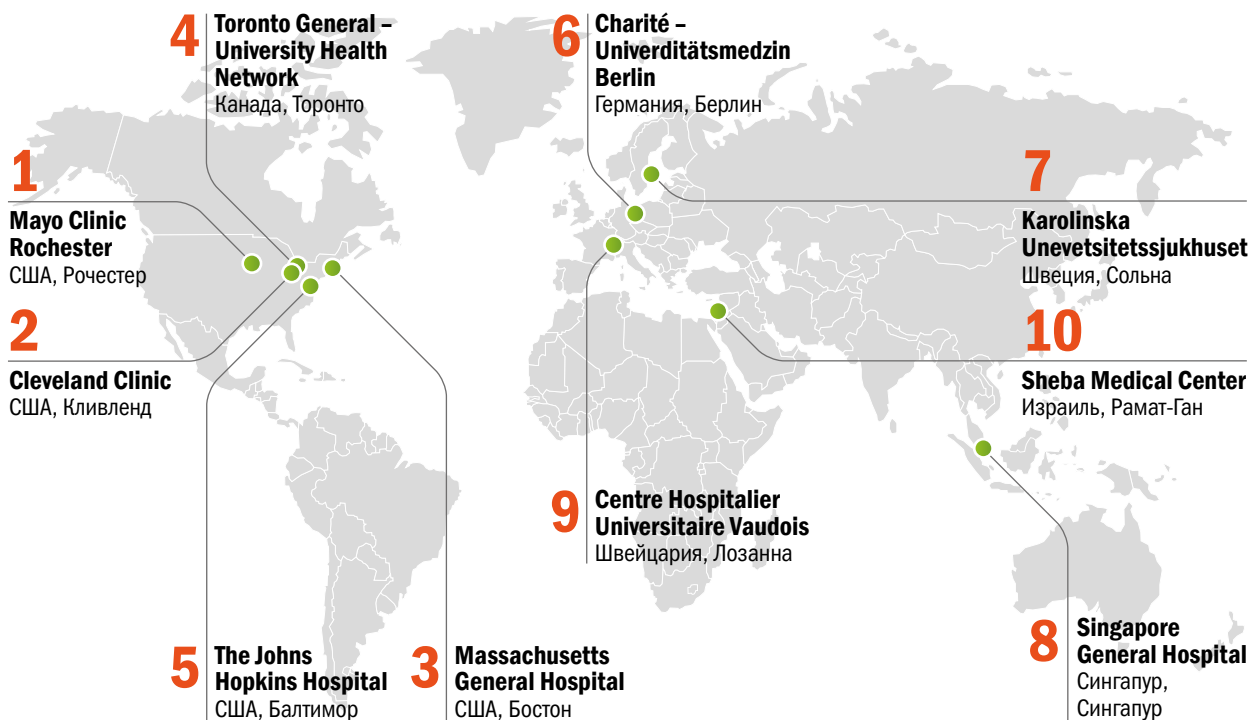 4
Toronto General –
University Health
Network
Канада, Торонто
6
Charité –
Univerditätsmedzin
Berlin
Германия, Берлин
1
Mayo Clinic
Rochester
США, Рочестер
7
Karolinska
Unevetsitetssjukhuset
Швеция, Сольна
2
Cleveland Clinic
США, Кливленд
10
Sheba Medical Center
Израиль, Рамат-Ган
9
Centre Hospitalier
Universitaire Vaudois
Швейцария, Лозанна
5
The Johns
Hopkins Hospital
США, Балтимор
3
Massachusetts
General Hospital
США, Бостон
8
Singapore
General Hospital
Сингапур,
Сингапур